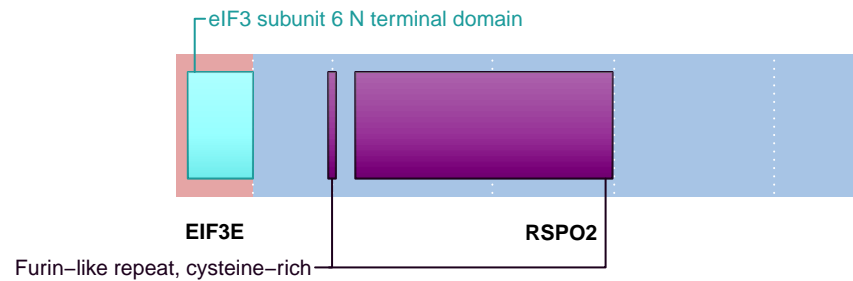 eIF3 subunit 6 N terminal domain
EIF3E
RSPO2
Furin−like repeat, cysteine−rich